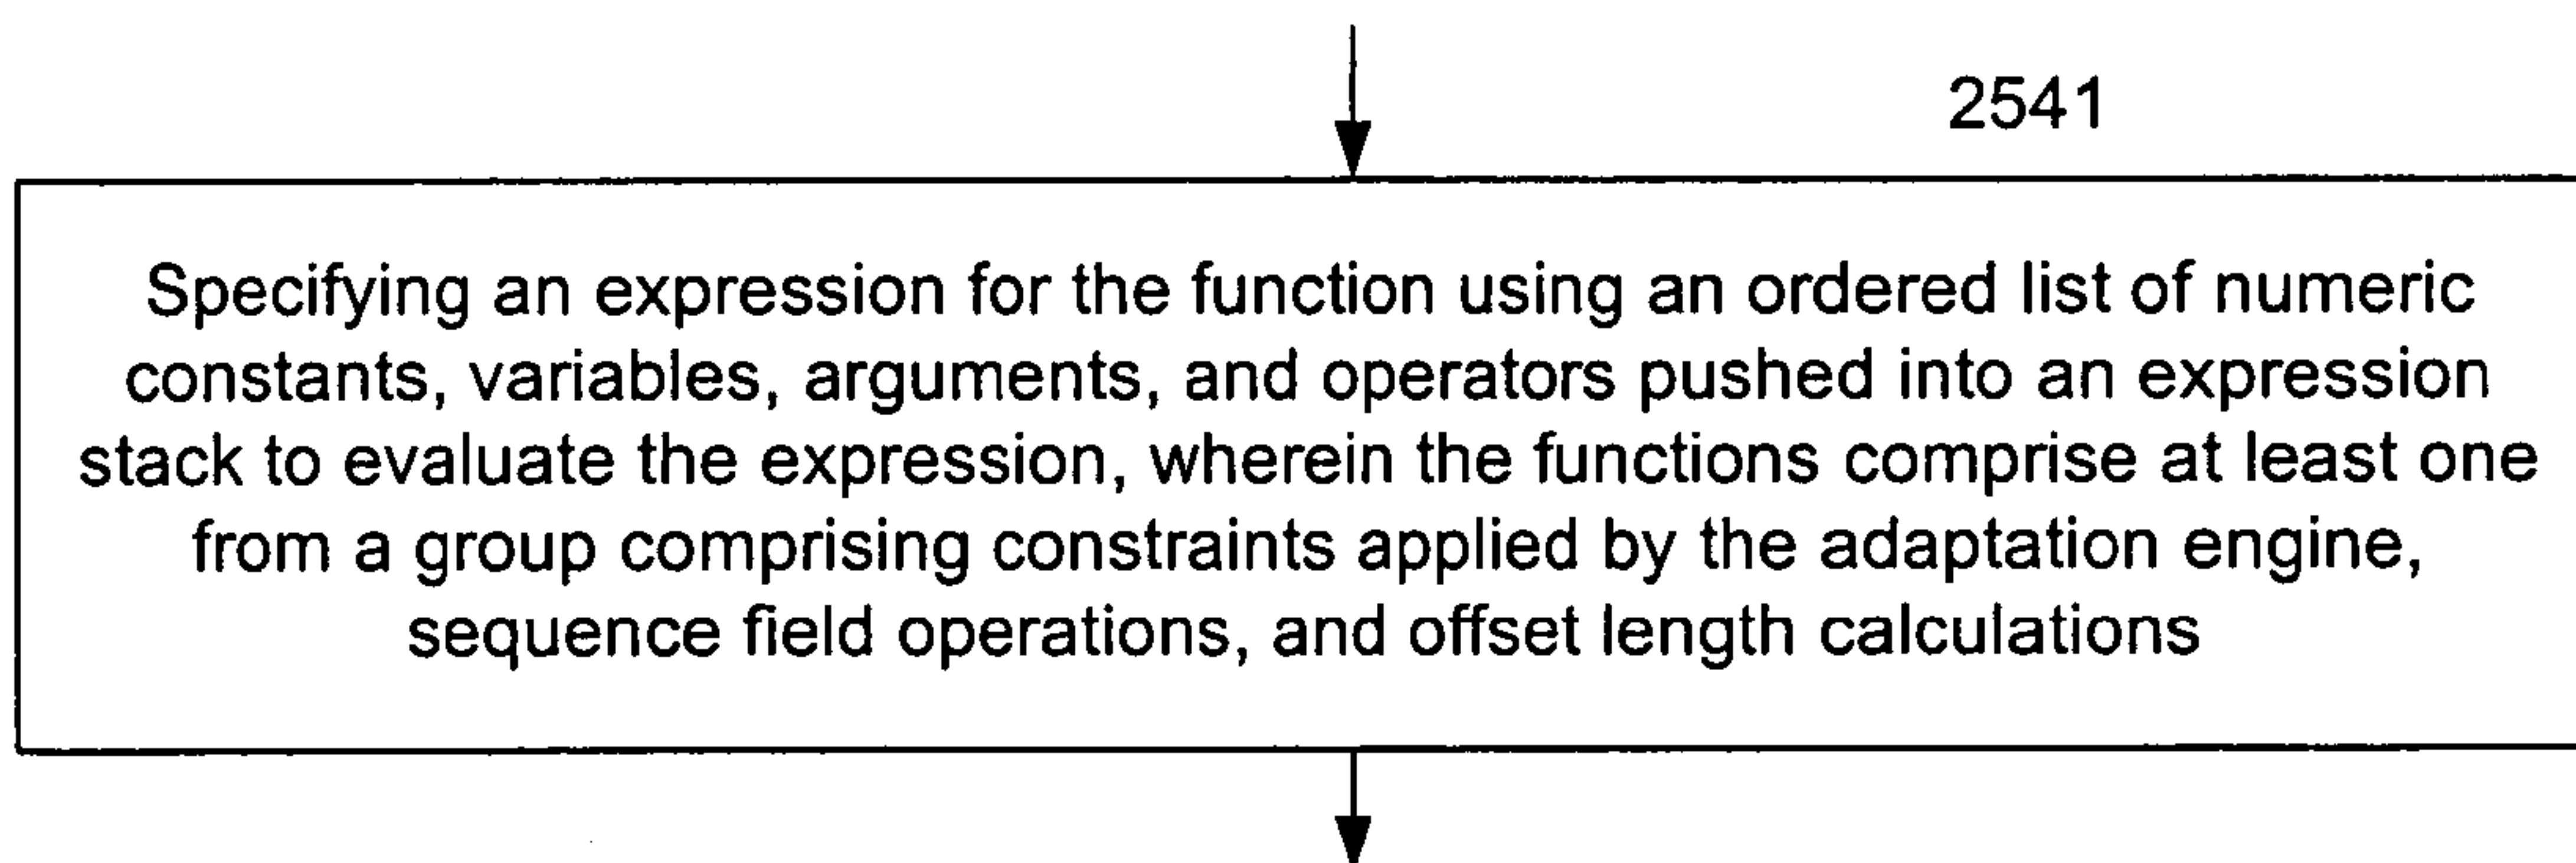 2541
Specifying an expression for the function using an ordered list of numeric
constants, variables, arguments, and operators pushed into an expression
stack to evaluate the expression, wherein the functions comprise at least one
from a group comprising constraints applied by the adaptation engine,
sequence field operations, and offset length calculations